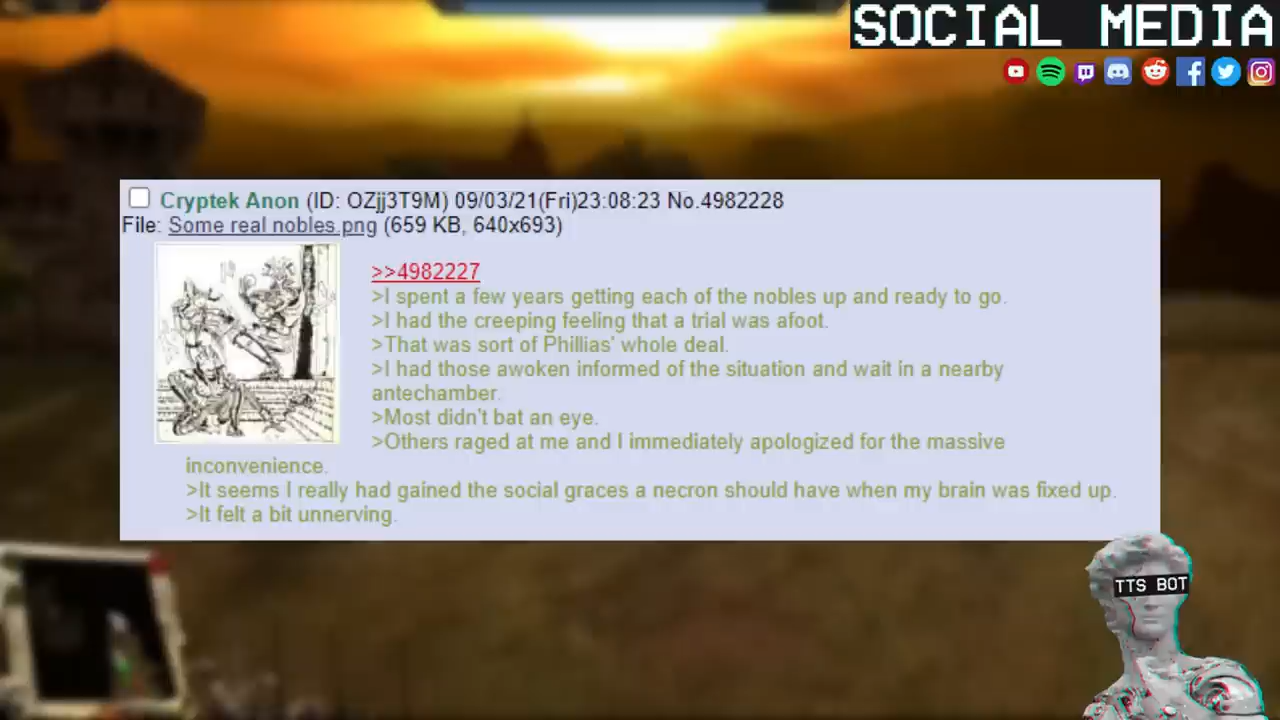 SOCIAL MEDIA
Cryptek Anon (ID: OZjj3T9M) 09/03/21(Fri)23:08:23 No.4982228
File: Some real nobles.png (659 KB, 640x693)
>>4982227
>I spent a few years getting each of the nobles up and ready to go.
>I had the creeping feeling that a trial was afoot.
>That was sort of Phillias' whole deal.
>I had those awoken informed of the situation and wait in a nearby
antechamber.
>Most didn't bat an eye.
>Others raged at me and I immediately apologized for the massive
inconvenience.
>It seems I really had gained the social graces a necron should have when my brain was fixed up.
>It felt a bit unnerving.
TTS BOT